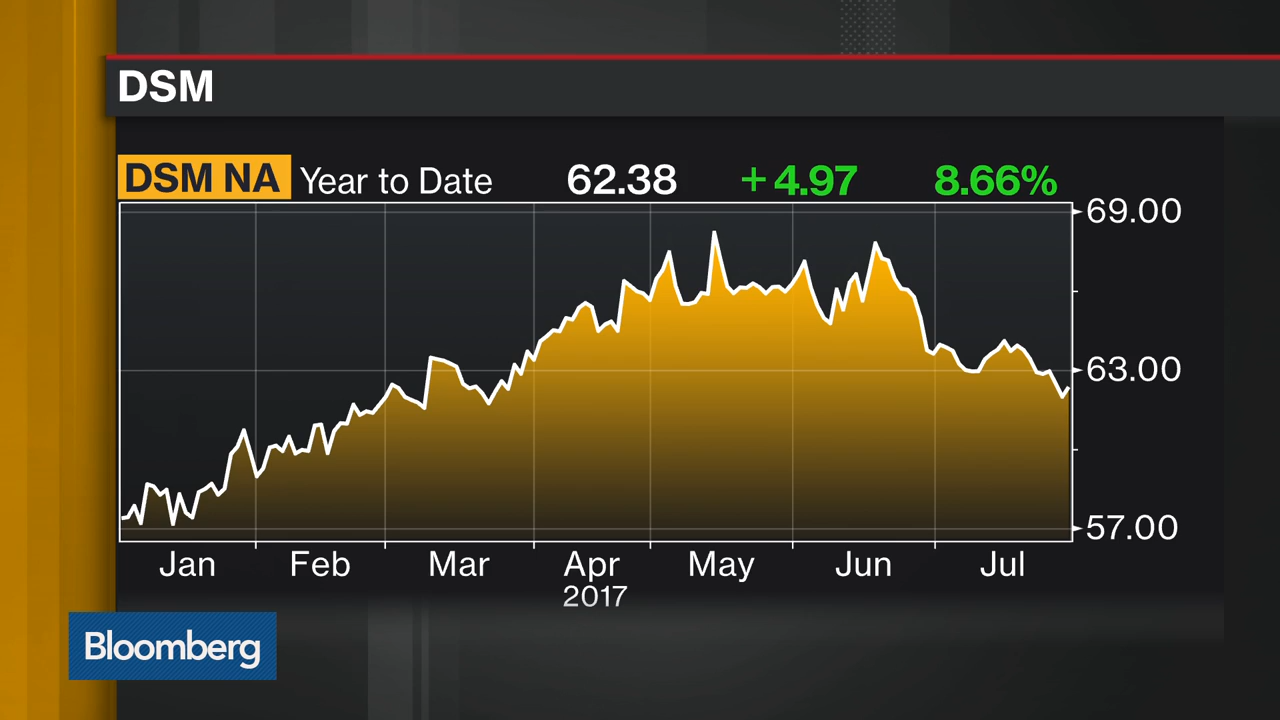 DSM
DSM NA Year to Date 62.38 +4.97 8.66%
69.00
63.00
57.00
Jan Feb Mar Apr May Jun Jul
2017
Bloomberg